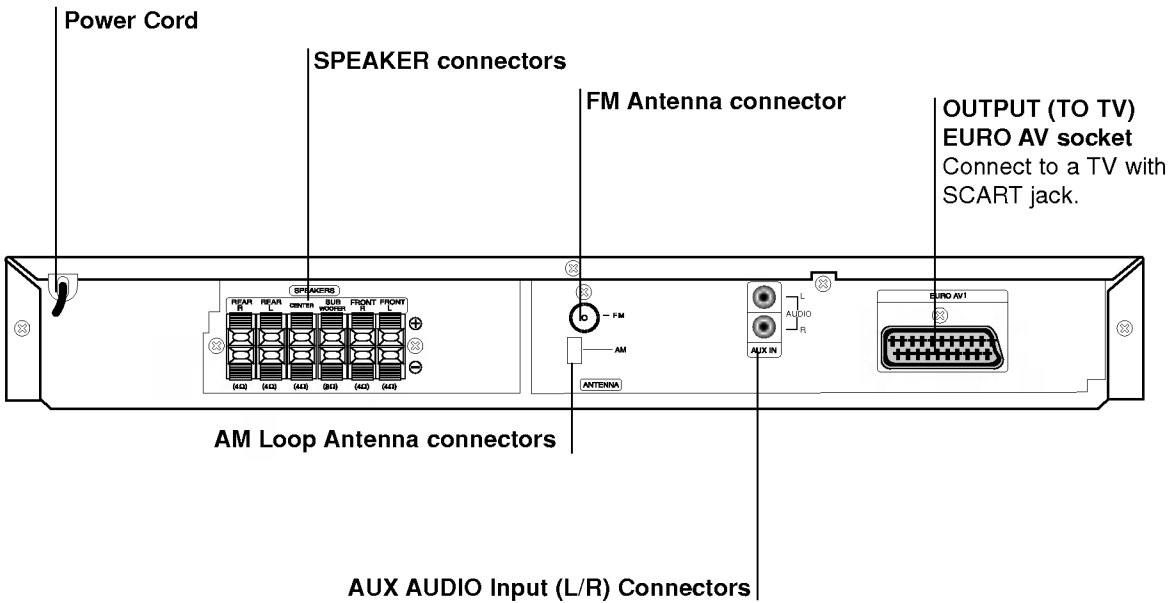 Power Cord
SPEAKER connectors
FM Antenna connector
OUTPUT (TO TV)
EURO AV socket
Connect to a TV with
SCART jack.
SPEAKERS
REAR R
REAR L
CENTER
SUB WOOFER
FRONT R
FRONT L
+
−
(4Ω) (4Ω) (4Ω) (8Ω) (4Ω) (4Ω)
FM
AM
ANTENNA
L
AUDIO
R
AUX IN
EURO AV1
AM Loop Antenna connectors
AUX AUDIO Input (L/R) Connectors